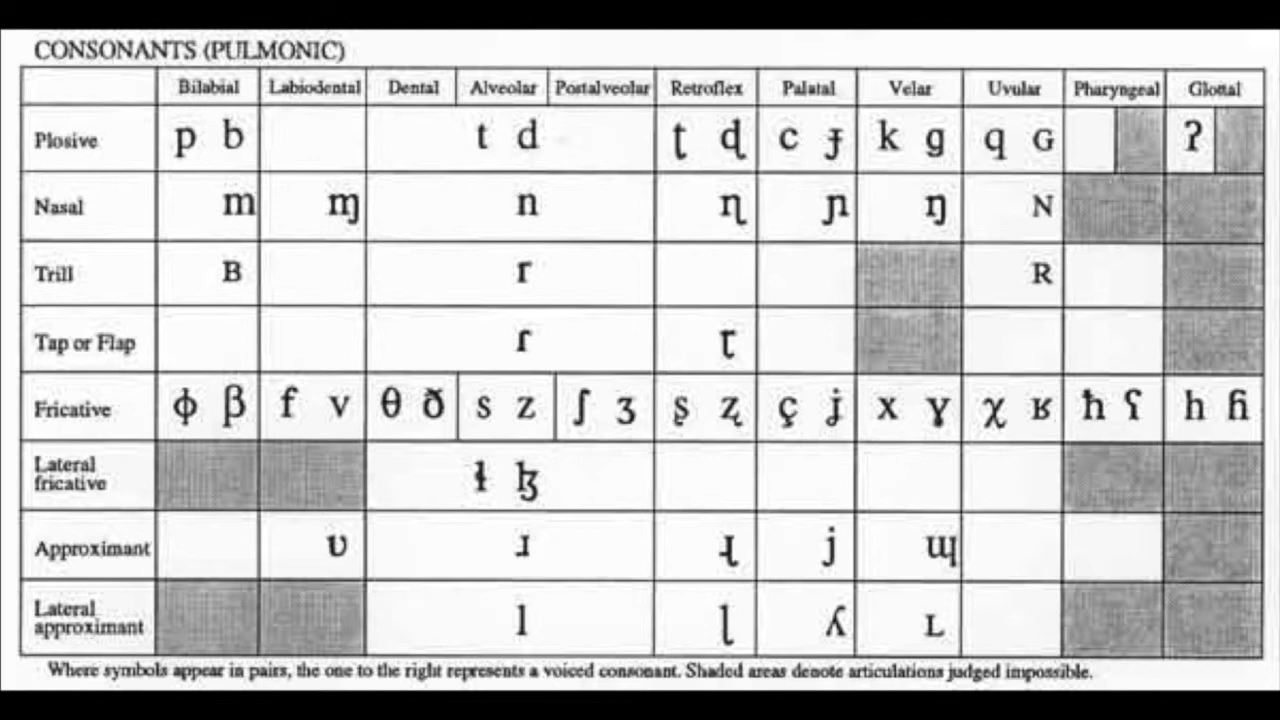 CONSONANTS (PULMONIC)
Bilabial Labiodental Dental Alveolar Postalveolar Retroflex Palatal Velar Uvular Pharyngeal Glottal
Plosive p b t d ʈ ɖ c ɟ k ɡ q ɢ ʔ
Nasal m ɱ n ɳ ɲ ŋ ɴ
Trill ʙ r ʀ
Tap or Flap ɾ ɽ
Fricative ɸ β f v θ ð s z ʃ ʒ ʂ ʐ ç ʝ x ɣ χ ʁ ħ ʕ h ɦ
Lateral
fricative ɬ ɮ
Approximant ʋ ɹ ɻ j ɰ
Lateral
approximant l ɭ ʎ ʟ
Where symbols appear in pairs, the one to the right represents a voiced consonant. Shaded areas denote articulations judged impossible.